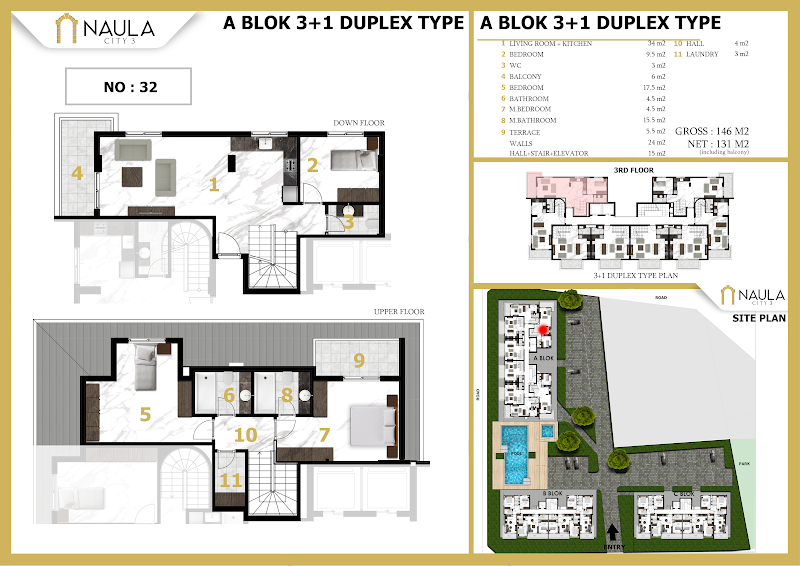 NAULA
CITY 3
A BLOK 3+1 DUPLEX TYPE
NO : 32
DOWN FLOOR
1
2
3
4
UPPER FLOOR
5
6
7
8
9
10
11
A BLOK 3+1 DUPLEX TYPE
1 LIVING ROOM + KITCHEN 34 m2
2 BEDROOM 9.5 m2
3 WC 3 m2
4 BALCONY 6 m2
5 BEDROOM 17.5 m2
6 BATHROOM 4.5 m2
7 M.BEDROOM 4.5 m2
8 M.BATHROOM 15.5 m2
9 TERRACE 5.5 m2
WALLS 24 m2
HALL+STAIR+ELEVATOR 15 m2
10 HALL 4 m2
11 LAUNDRY 3 m2
GROSS : 146 M2
NET : 131 M2
(including balcony)
3RD FLOOR
3+1 DUPLEX TYPE PLAN
NAULA
CITY 3
SITE PLAN
ROAD
ROAD
A BLOK
POOL
PARK
B BLOK
C BLOK
ENTRY